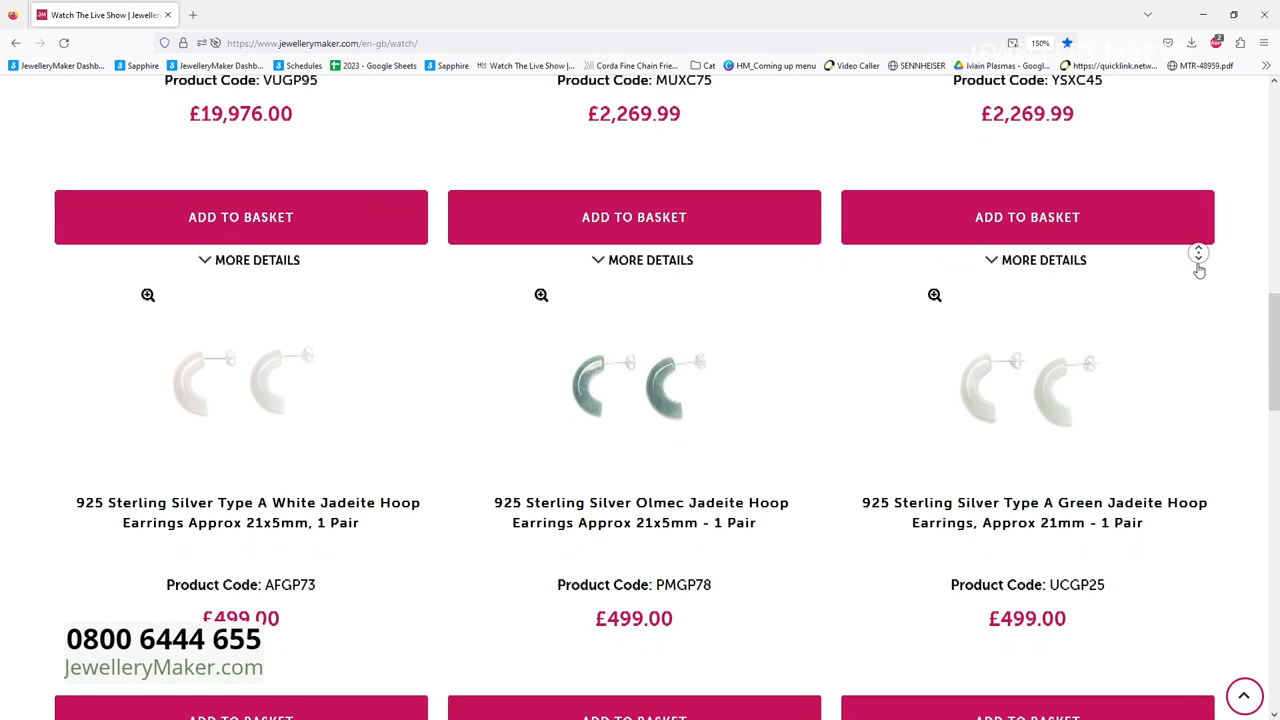 Watch The Live Show | Jeweller
https://www.jewellerymaker.com/en-gb/watch/
150%
2
JewelleryMaker Dashb...
Sapphire
JewelleryMaker Dashb...
Schedules
2023 - Google Sheets
Sapphire
Watch The Live Show |...
Corda Fine Chain Frie...
Cat
HM_Coming up menu
Video Caller
SENNHEISER
Main Plasmas - Googl...
https://quicklink.netw...
MTR-48959.pdf
Product Code: VUGP95
Product Code: MUXC75
Product Code: YSXC45
£19,976.00
£2,269.99
£2,269.99
ADD TO BASKET
ADD TO BASKET
ADD TO BASKET
MORE DETAILS
MORE DETAILS
MORE DETAILS
925 Sterling Silver Type A White Jadeite Hoop
Earrings Approx 21x5mm, 1 Pair
925 Sterling Silver Olmec Jadeite Hoop
Earrings Approx 21x5mm - 1 Pair
925 Sterling Silver Type A Green Jadeite Hoop
Earrings, Approx 21mm - 1 Pair
Product Code: AFGP73
Product Code: PMGP78
Product Code: UCGP25
£499.00
£499.00
£499.00
0800 6444 655
JewelleryMaker.com
ADD TO BASKET
ADD TO BASKET
ADD TO BASKET